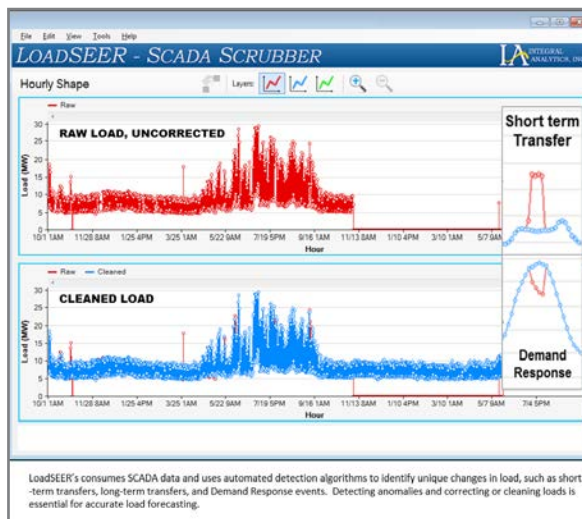 File Edit View Tools Help
LOADSEER - SCADA SCRUBBER
INTEGRAL
ANALYTICS, INC
Hourly Shape
Layers:
Raw
RAW LOAD, UNCORRECTED
Load (MW)
30
25
20
15
10
5
0
10/1 1AM 11/28 8AM 1/25 4PM 3/25 1AM 5/22 9AM 7/19 5PM 9/16 1AM 11/13 8AM 1/10 4PM 3/10 1AM 5/7 9AM
Hour
Short term
Transfer
Raw Cleaned
CLEANED LOAD
Load (MW)
30
25
20
15
10
5
0
10/1 1AM 11/28 8AM 1/25 4PM 3/25 1AM 5/22 9AM 7/19 5PM 9/16 1AM 11/13 8AM 1/10 4PM 3/10 1AM 5/7 9AM 7/4 5PM
Hour
Demand
Response
LoadSEER's consumes SCADA data and uses automated detection algorithms to identify unique changes in load, such as short
-term transfers, long-term transfers, and Demand Response events. Detecting anomalies and correcting or cleaning loads is
essential for accurate load forecasting.